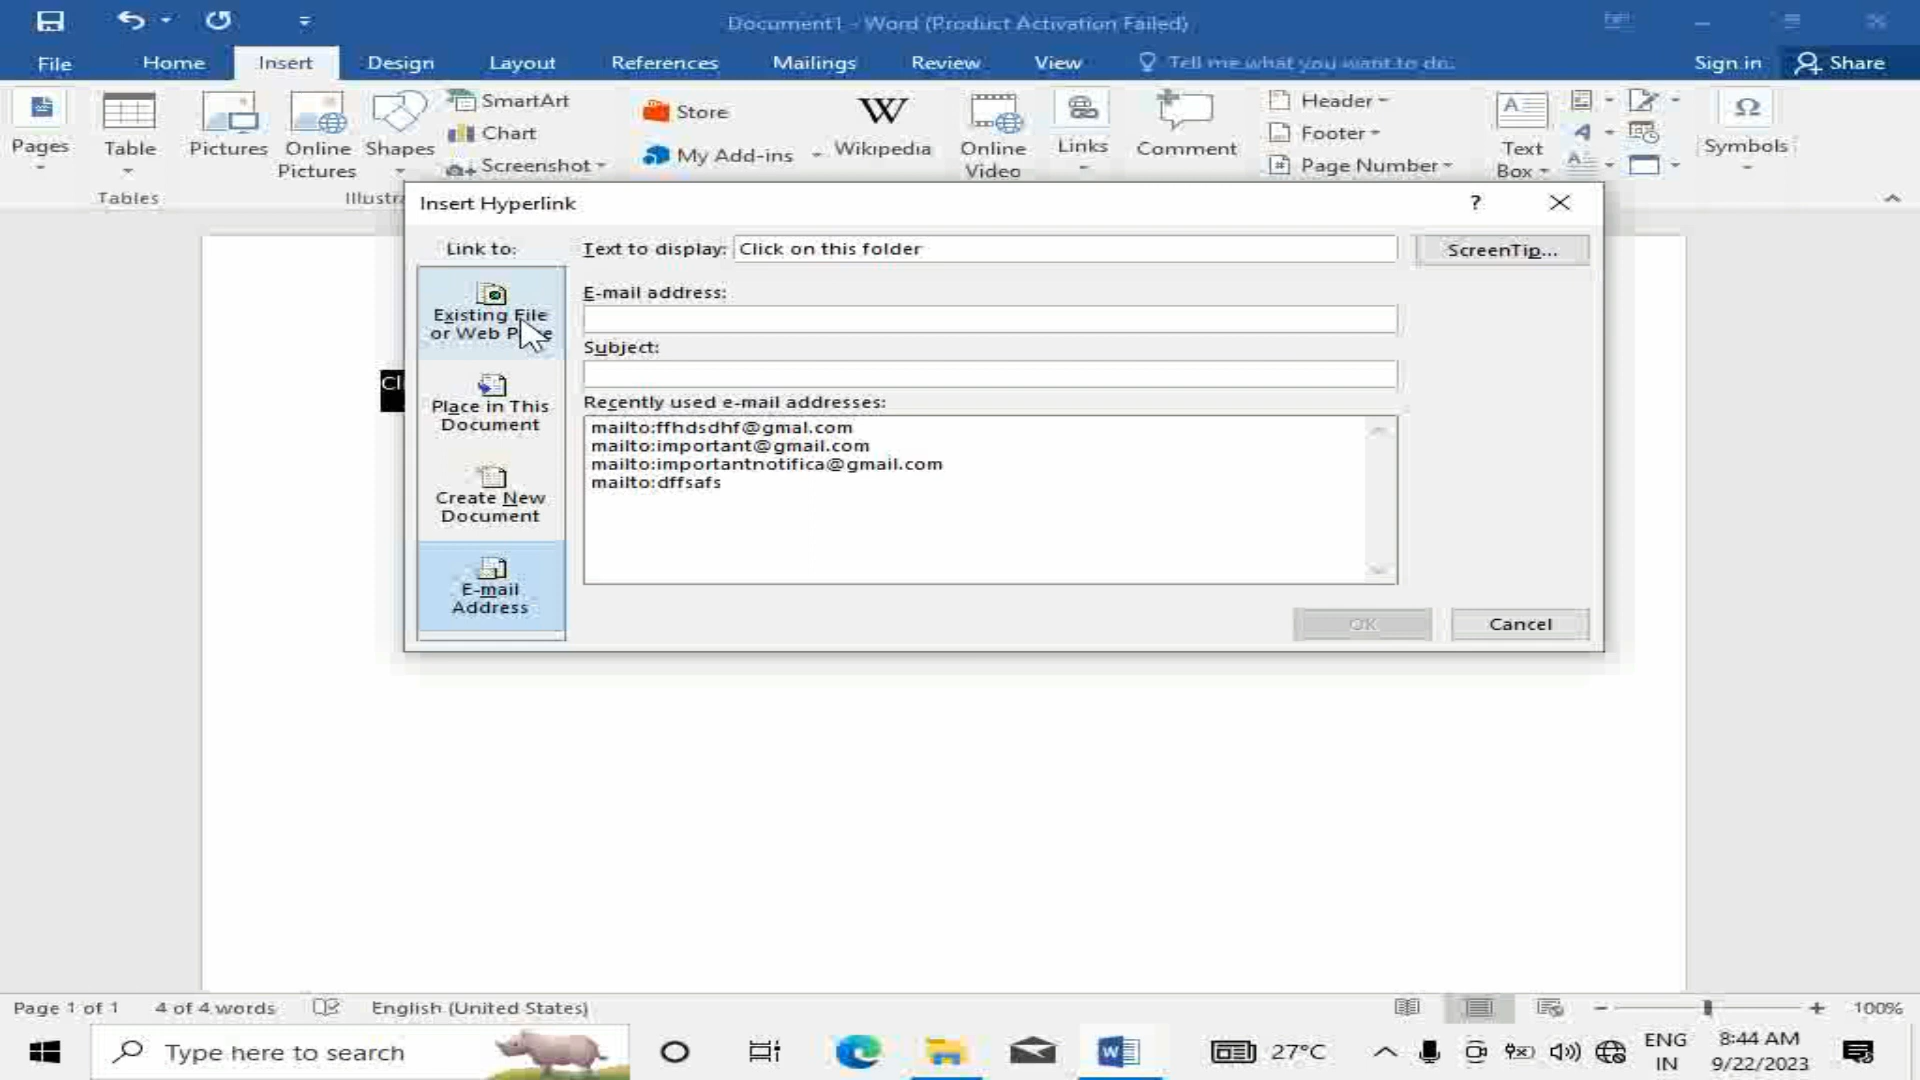 Document1 - Word (Product Activation Failed)
File Home Insert Design Layout References Mailings Review View Tell me what you want to do. Sign in Share
Pages
Table
Pictures
Online
Pictures
Shapes
SmartArt
Chart
Screenshot
Store
My Add-ins
W
Wikipedia
Online
Video
Links
Comment
Header
Footer
Page Number
Text
Box
Symbols
Tables
Illustr
Insert Hyperlink
?
Link to:
Text to display: Click on this folder
ScreenTip...
Existing File
or Web
Place in This
Document
Create New
Document
E-mail
Address
E-mail address:
Subject:
Recently used e-mail addresses:
mailto:ffhdsdhf@gmal.com
mailto:important@gmail.com
mailto:importantnotifica@gmail.com
mailto:dffsafs
OK
Cancel
Cl
Page 1 of 1 4 of 4 words English (United States) 100%
Type here to search
27°C
ENG
IN
8:44 AM
9/22/2023